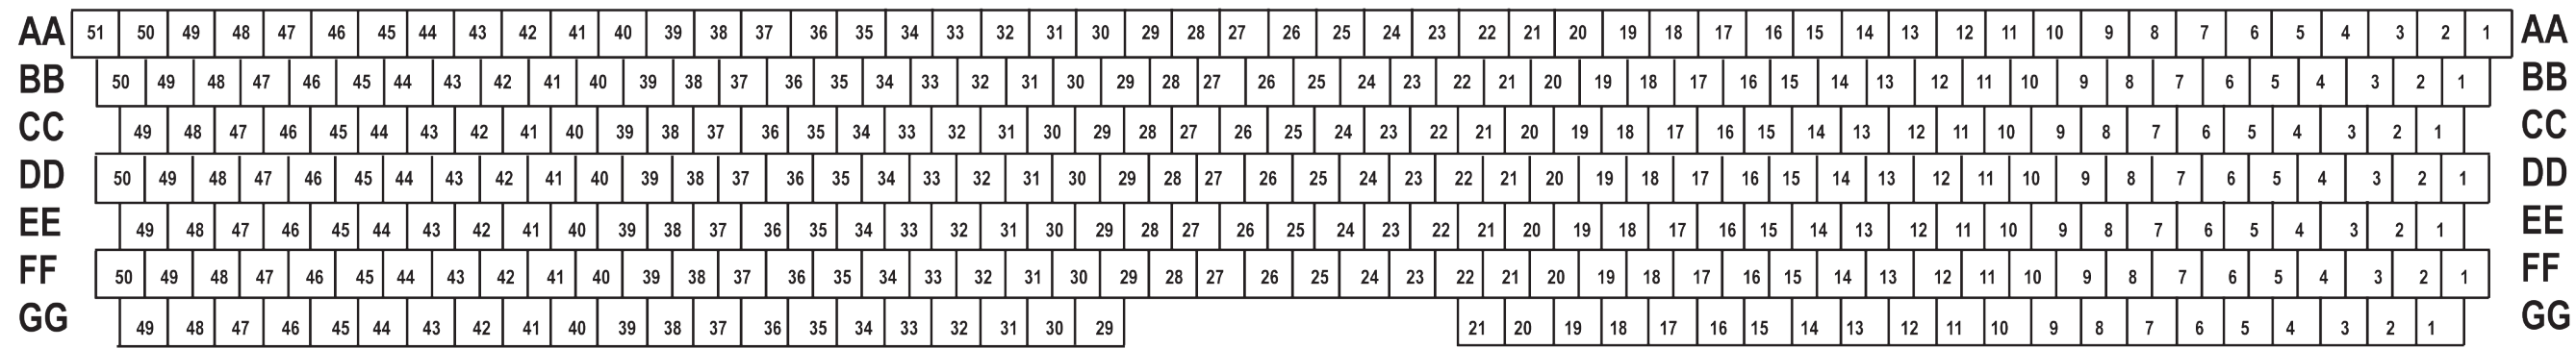 AA 51 50 49 48 47 46 45 44 43 42 41 40 39 38 37 36 35 34 33 32 31 30 29 28 27 26 25 24 23 22 21 20 19 18 17 16 15 14 13 12 11 10 9 8 7 6 5 4 3 2 1 AA
BB 50 49 48 47 46 45 44 43 42 41 40 39 38 37 36 35 34 33 32 31 30 29 28 27 26 25 24 23 22 21 20 19 18 17 16 15 14 13 12 11 10 9 8 7 6 5 4 3 2 1 BB
CC 49 48 47 46 45 44 43 42 41 40 39 38 37 36 35 34 33 32 31 30 29 28 27 26 25 24 23 22 21 20 19 18 17 16 15 14 13 12 11 10 9 8 7 6 5 4 3 2 1 CC
DD 50 49 48 47 46 45 44 43 42 41 40 39 38 37 36 35 34 33 32 31 30 29 28 27 26 25 24 23 22 21 20 19 18 17 16 15 14 13 12 11 10 9 8 7 6 5 4 3 2 1 DD
EE 49 48 47 46 45 44 43 42 41 40 39 38 37 36 35 34 33 32 31 30 29 28 27 26 25 24 23 22 21 20 19 18 17 16 15 14 13 12 11 10 9 8 7 6 5 4 3 2 1 EE
FF 50 49 48 47 46 45 44 43 42 41 40 39 38 37 36 35 34 33 32 31 30 29 28 27 26 25 24 23 22 21 20 19 18 17 16 15 14 13 12 11 10 9 8 7 6 5 4 3 2 1 FF
GG 49 48 47 46 45 44 43 42 41 40 39 38 37 36 35 34 33 32 31 30 29 21 20 19 18 17 16 15 14 13 12 11 10 9 8 7 6 5 4 3 2 1 GG